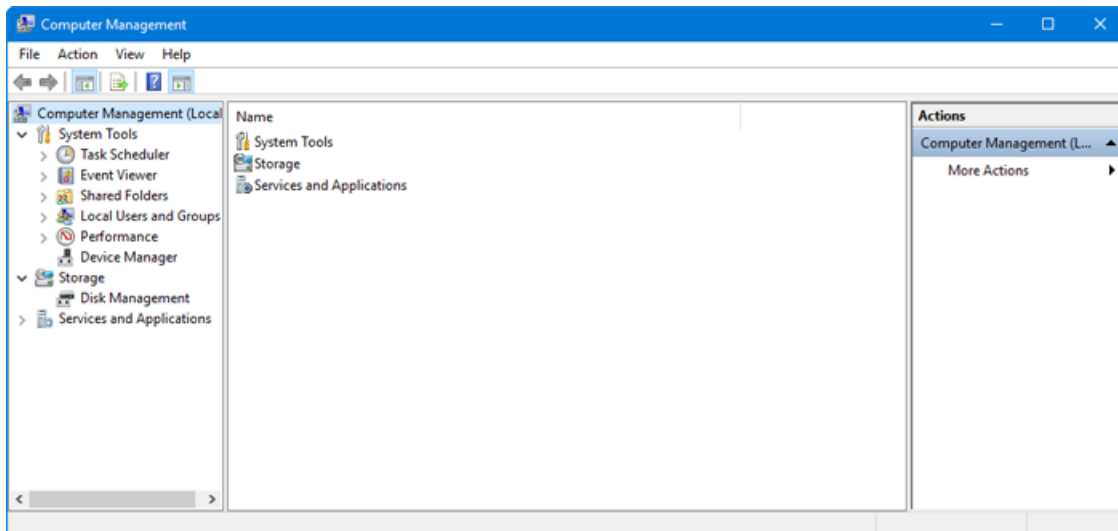 Computer Management
File Action View Help
Computer Management (Local
System Tools
Task Scheduler
Event Viewer
Shared Folders
Local Users and Groups
Performance
Device Manager
Storage
Disk Management
Services and Applications
Name
System Tools
Storage
Services and Applications
Actions
Computer Management (L...
More Actions